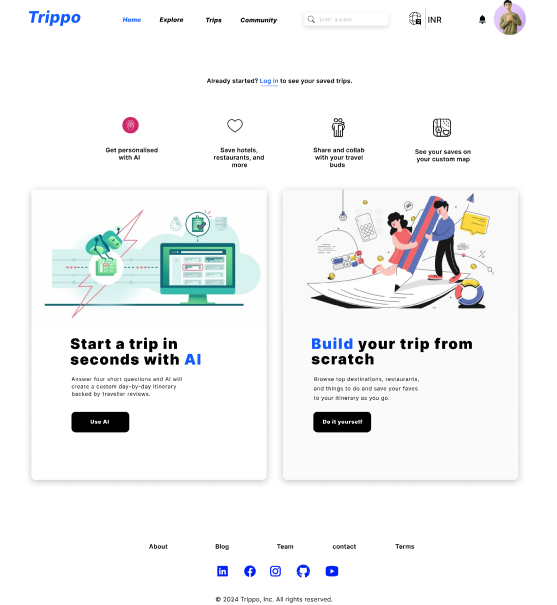 Trippo
Home Explore Trips Community
INR
Already started? Log in to see your saved trips.
Get personalised
with AI
Save hotels,
restaurants, and
more
Share and collab
with your travel
buds
See your saves on
your custom map
Start a trip in
seconds with AI
Answer four short questions and AI will
create a custom day-by-day itinerary
backed by traveller reviews.
Use AI
Build your trip from
scratch
Browse top destinations, restaurants,
and things to do and save your faves
to your itinerary as you go.
Do it yourself
About Blog Team contact Terms
© 2024 Trippo, Inc. All rights reserved.